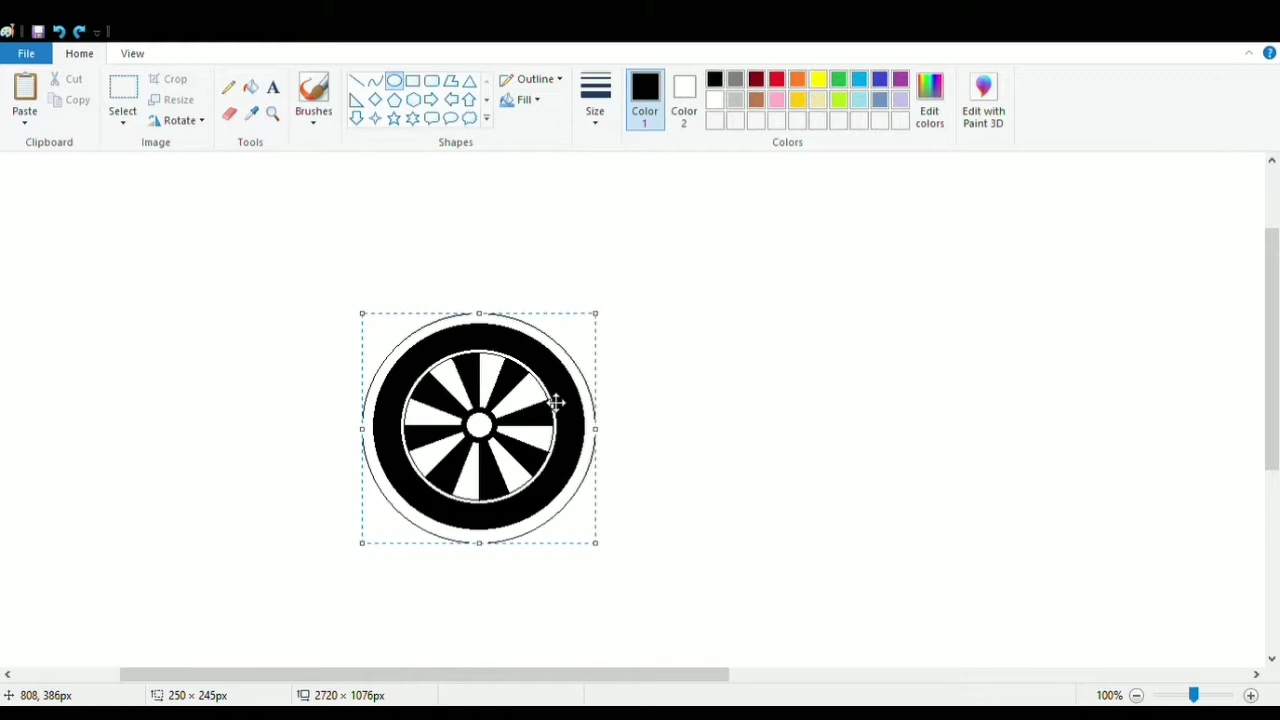 File Home View
Paste
Clipboard
Cut
Copy
Select
Crop
Resize
Rotate
Image
A
Tools
Brushes
Outline
Fill
Shapes
Size
Color
1
Color
2
Edit
colors
Colors
Edit with
Paint 3D
?
808, 386px 250 × 245px 2720 × 1076px 100%